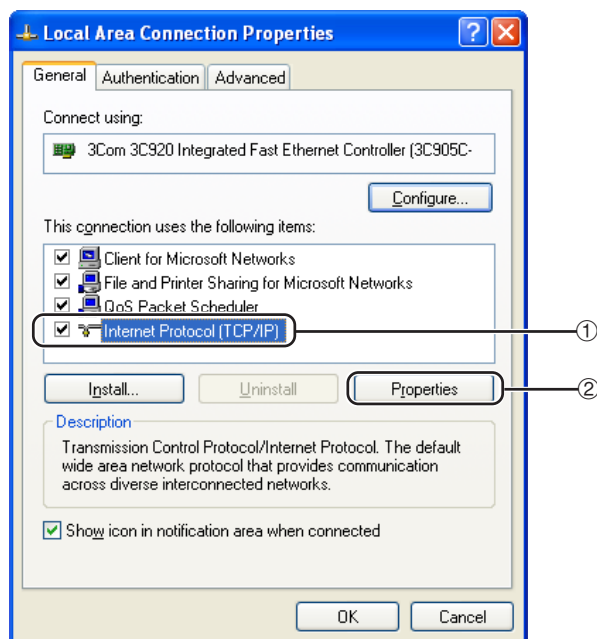 Local Area Connection Properties
General Authentication Advanced
Connect using:
3Com 3C920 Integrated Fast Ethernet Controller (3C905C-
Configure...
This connection uses the following items:
Client for Microsoft Networks
File and Printer Sharing for Microsoft Networks
QoS Packet Scheduler
Internet Protocol (TCP/IP)
①
Install... Uninstall Properties
②
Description
Transmission Control Protocol/Internet Protocol. The default
wide area network protocol that provides communication
across diverse interconnected networks.
Show icon in notification area when connected
OK Cancel